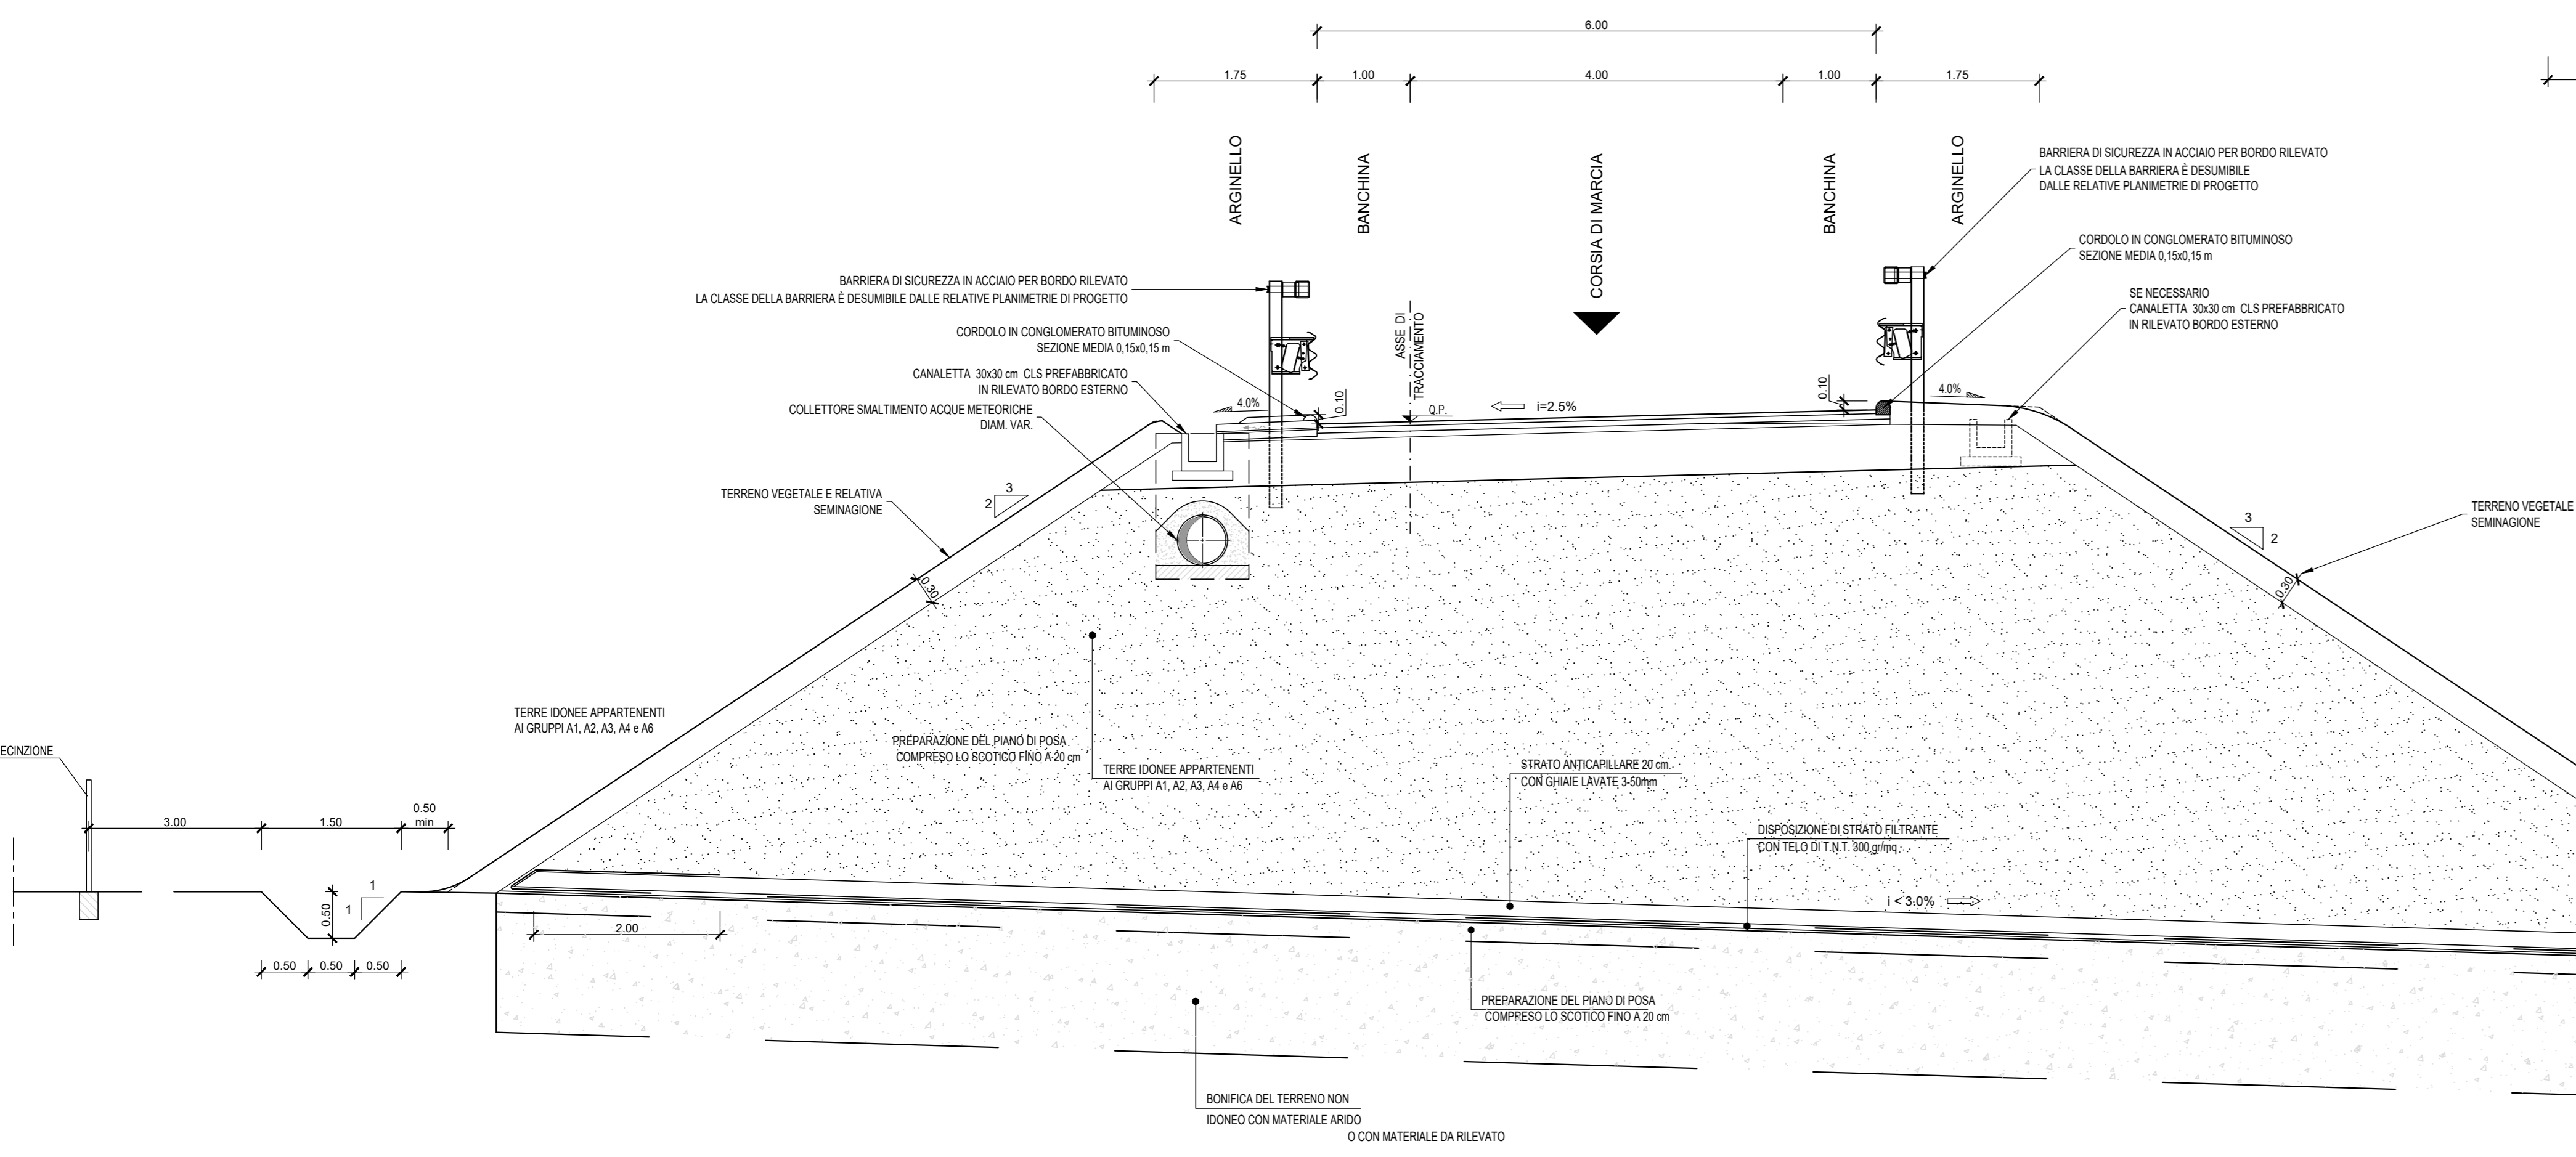 6.00
1.75 1.00 4.00 1.00 1.75
ARGINELLO
BANCHINA
CORSIA DI MARCIA
BANCHINA
ARGINELLO
BARRIERA DI SICUREZZA IN ACCIAIO PER BORDO RILEVATO
LA CLASSE DELLA BARRIERA È DESUMIBILE
DALLE RELATIVE PLANIMETRIE DI PROGETTO
CORDOLO IN CONGLOMERATO BITUMINOSO
SEZIONE MEDIA 0,15x0,15 m
SE NECESSARIO
CANALETTA 30x30 cm CLS PREFABBRICATO
IN RILEVATO BORDO ESTERNO
BARRIERA DI SICUREZZA IN ACCIAIO PER BORDO RILEVATO
LA CLASSE DELLA BARRIERA È DESUMIBILE DALLE RELATIVE PLANIMETRIE DI PROGETTO
CORDOLO IN CONGLOMERATO BITUMINOSO
SEZIONE MEDIA 0,15x0,15 m
CANALETTA 30x30 cm CLS PREFABBRICATO
IN RILEVATO BORDO ESTERNO
COLLETTORE SMALTIMENTO ACQUE METEORICHE
DIAM. VAR.
ASSE DI
TRACCIAMENTO
4.0%
0.10
Q.P.
i=2.5%
0.10
4.0%
TERRENO VEGETALE E RELATIVA
SEMINAGIONE
3
2
0.30
3
2
0.30
TERRENO VEGETALE
SEMINAGIONE
TERRE IDONEE APPARTENENTI
AI GRUPPI A1, A2, A3, A4 e A6
PREPARAZIONE DEL PIANO DI POSA
COMPRESO LO SCOTICO FINO A 20 cm
TERRE IDONEE APPARTENENTI
AI GRUPPI A1, A2, A3, A4 e A6
STRATO ANTICAPILLARE 20 cm.
CON GHIAIE LAVATE 3-50mm
DISPOSIZIONE DI STRATO FILTRANTE
CON TELO DI T.N.T. 300 gr/mq
i < 3.0%
ECINZIONE
3.00 1.50 0.50
min
1
1
0.50
0.50 0.50 0.50
2.00
PREPARAZIONE DEL PIANO DI POSA
COMPRESO LO SCOTICO FINO A 20 cm
BONIFICA DEL TERRENO NON
IDONEO CON MATERIALE ARIDO
O CON MATERIALE DA RILEVATO